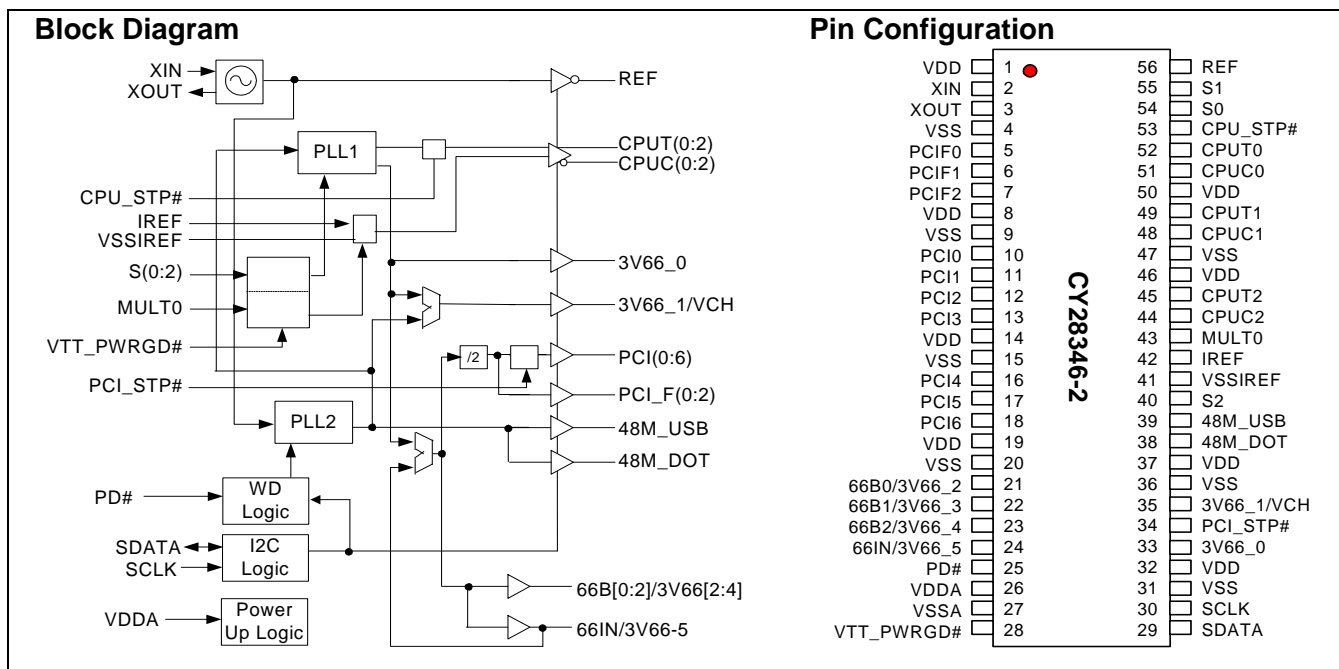 Block Diagram
XIN
XOUT
REF
PLL1
CPUT(0:2)
CPUC(0:2)
CPU_STP#
IREF
VSSIREF
S(0:2)
3V66_0
MULT0
3V66_1/VCH
VTT_PWRGD#
/2
PCI(0:6)
PCI_STP#
PCI_F(0:2)
PLL2
48M_USB
48M_DOT
PD#
WD
Logic
SDATA
SCLK
I2C
Logic
66B[0:2]/3V66[2:4]
VDDA
Power
Up Logic
66IN/3V66-5
Pin Configuration
VDD 1
XIN 2
XOUT 3
VSS 4
PCIF0 5
PCIF1 6
PCIF2 7
VDD 8
VSS 9
PCI0 10
PCI1 11
PCI2 12
PCI3 13
VDD 14
VSS 15
PCI4 16
PCI5 17
PCI6 18
VDD 19
VSS 20
66B0/3V66_2 21
66B1/3V66_3 22
66B2/3V66_4 23
66IN/3V66_5 24
PD# 25
VDDA 26
VSSA 27
VTT_PWRGD# 28
CY28346-2
56 REF
55 S1
54 S0
53 CPU_STP#
52 CPUT0
51 CPUC0
50 VDD
49 CPUT1
48 CPUC1
47 VSS
46 VDD
45 CPUT2
44 CPUC2
43 MULT0
42 IREF
41 VSSIREF
40 S2
39 48M_USB
38 48M_DOT
37 VDD
36 VSS
35 3V66_1/VCH
34 PCI_STP#
33 3V66_0
32 VDD
31 VSS
30 SCLK
29 SDATA